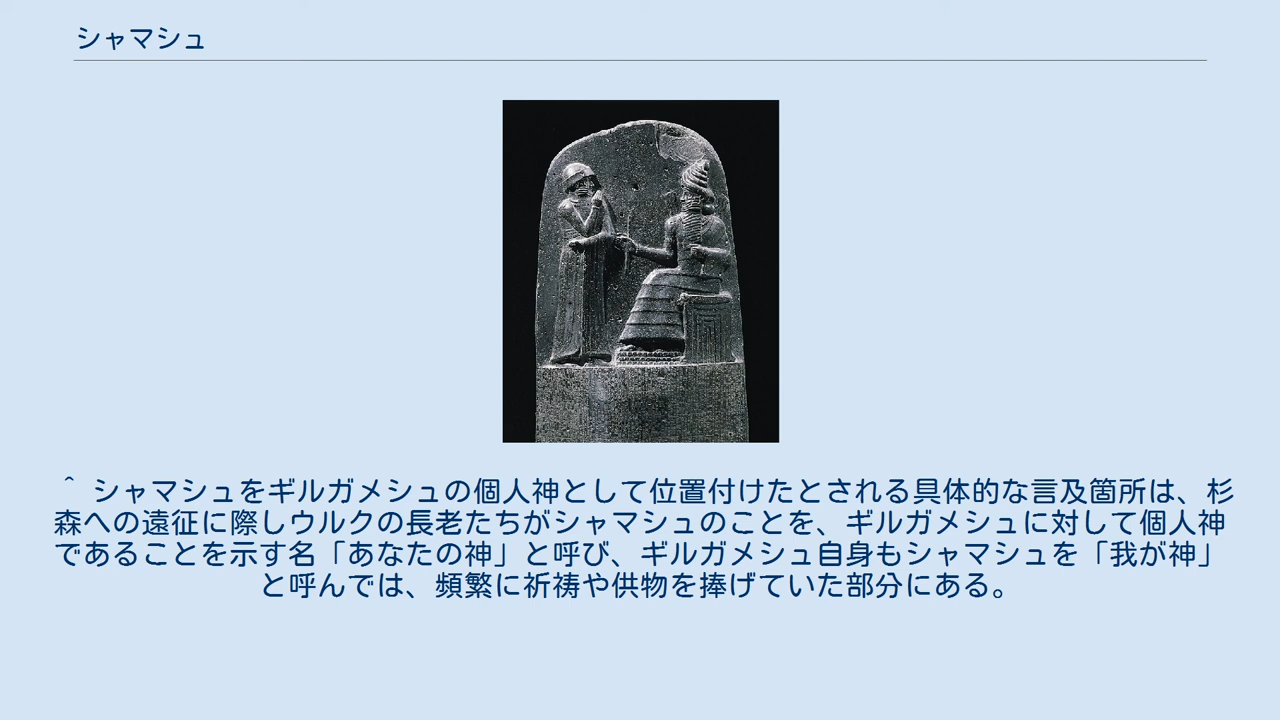 シャマシュ
^ シャマシュをギルガメシュの個人神として位置付けたとされる具体的な言及箇所は、杉
森への遠征に際しウルクの長老たちがシャマシュのことを、ギルガメシュに対して個人神
であることを示す名「あなたの神」と呼び、ギルガメシュ自身もシャマシュを「我が神」
と呼んでは、頻繁に祈祷や供物を捧げていた部分にある。